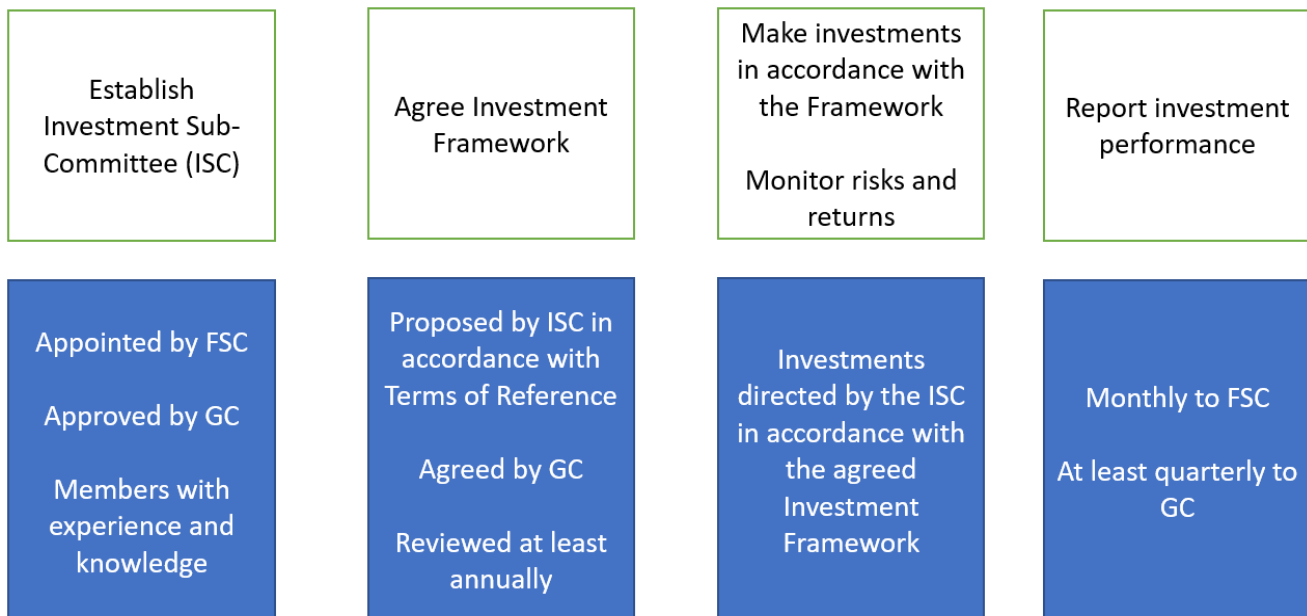 Establish
Investment Sub-
Committee (ISC)
Agree Investment
Framework
Make investments
in accordance with
the Framework
Monitor risks and
returns
Report investment
performance
Appointed by FSC
Approved by GC
Members with
experience and
knowledge
Proposed by ISC in
accordance with
Terms of Reference
Agreed by GC
Reviewed at least
annually
Investments
directed by the ISC
in accordance with
the agreed
Investment
Framework
Monthly to FSC
At least quarterly to
GC